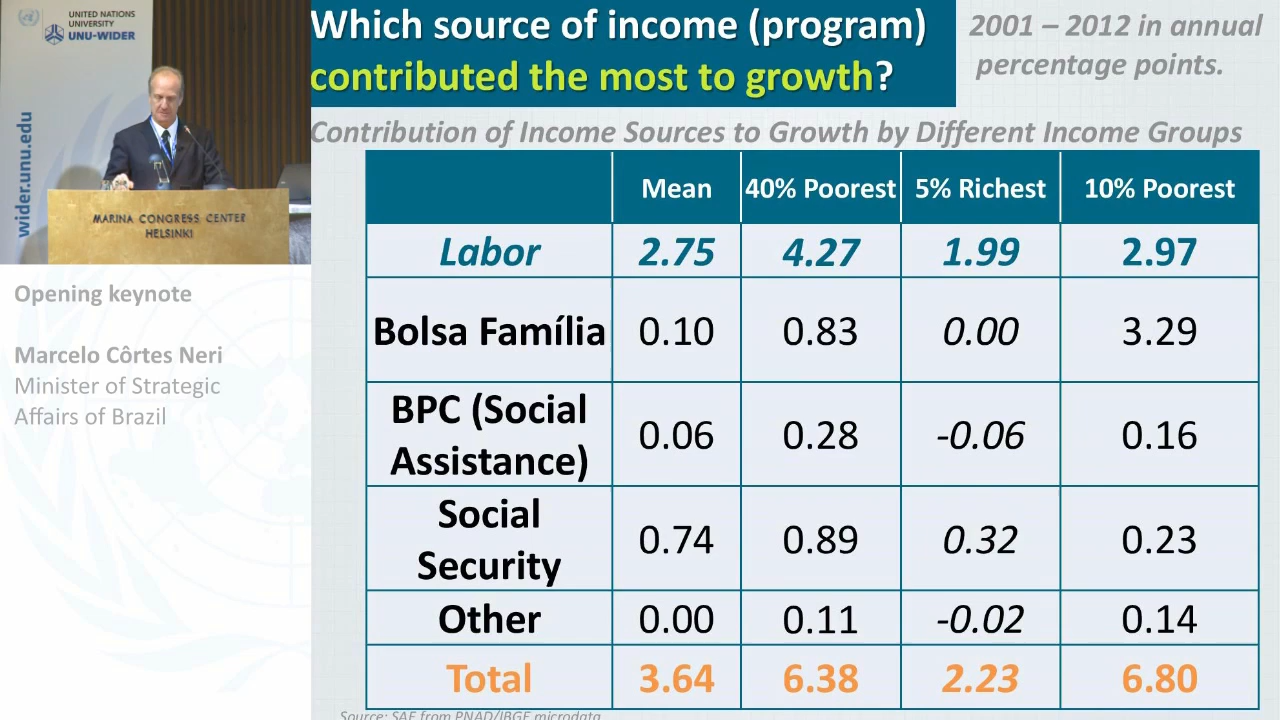 UNITED NATIONS
UNIVERSITY
UNU-WIDER
wider.unu.edu
MARINA CONGRESS CENTER
HELSINKI
Opening keynote
Marcelo Côrtes Neri
Minister of Strategic
Affairs of Brazil
Which source of income (program)
contributed the most to growth?
2001 – 2012 in annual
percentage points.
Contribution of Income Sources to Growth by Different Income Groups
Mean 40% Poorest 5% Richest 10% Poorest
Labor 2.75 4.27 1.99 2.97
Bolsa Família 0.10 0.83 0.00 3.29
BPC (Social
Assistance) 0.06 0.28 -0.06 0.16
Social
Security 0.74 0.89 0.32 0.23
Other 0.00 0.11 -0.02 0.14
Total 3.64 6.38 2.23 6.80
Source: SAE from PNAD/IBGE microdata